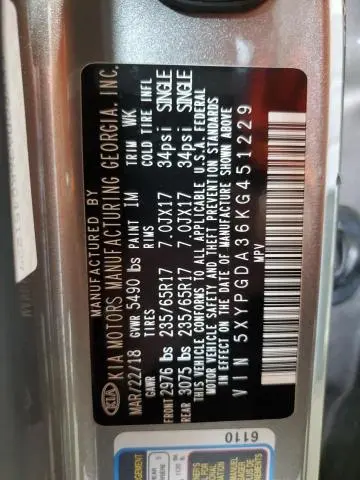 MANUFACTURED BY
KIA KIA MOTORS MANUFACTURING GEORGIA, INC.
MAR/22/18 PAINT 1M TRIM WK
GVWR 5490 lbs
GAWR TIRES RIMS COLD TIRE INFL
FRONT 2976 lbs 235/65R17 7.0JX17 34psi SINGLE
REAR 3075 lbs 235/65R17 7.0JX17 34psi SINGLE
THIS VEHICLE CONFORMS TO ALL APPLICABLE U.S.A. FEDERAL
MOTOR VEHICLE SAFETY AND THEFT PREVENTION STANDARDS
IN EFFECT ON THE DATE OF MANUFACTURE SHOWN ABOVE
VIN 5XYPGDA36KG451229
MPV
6110